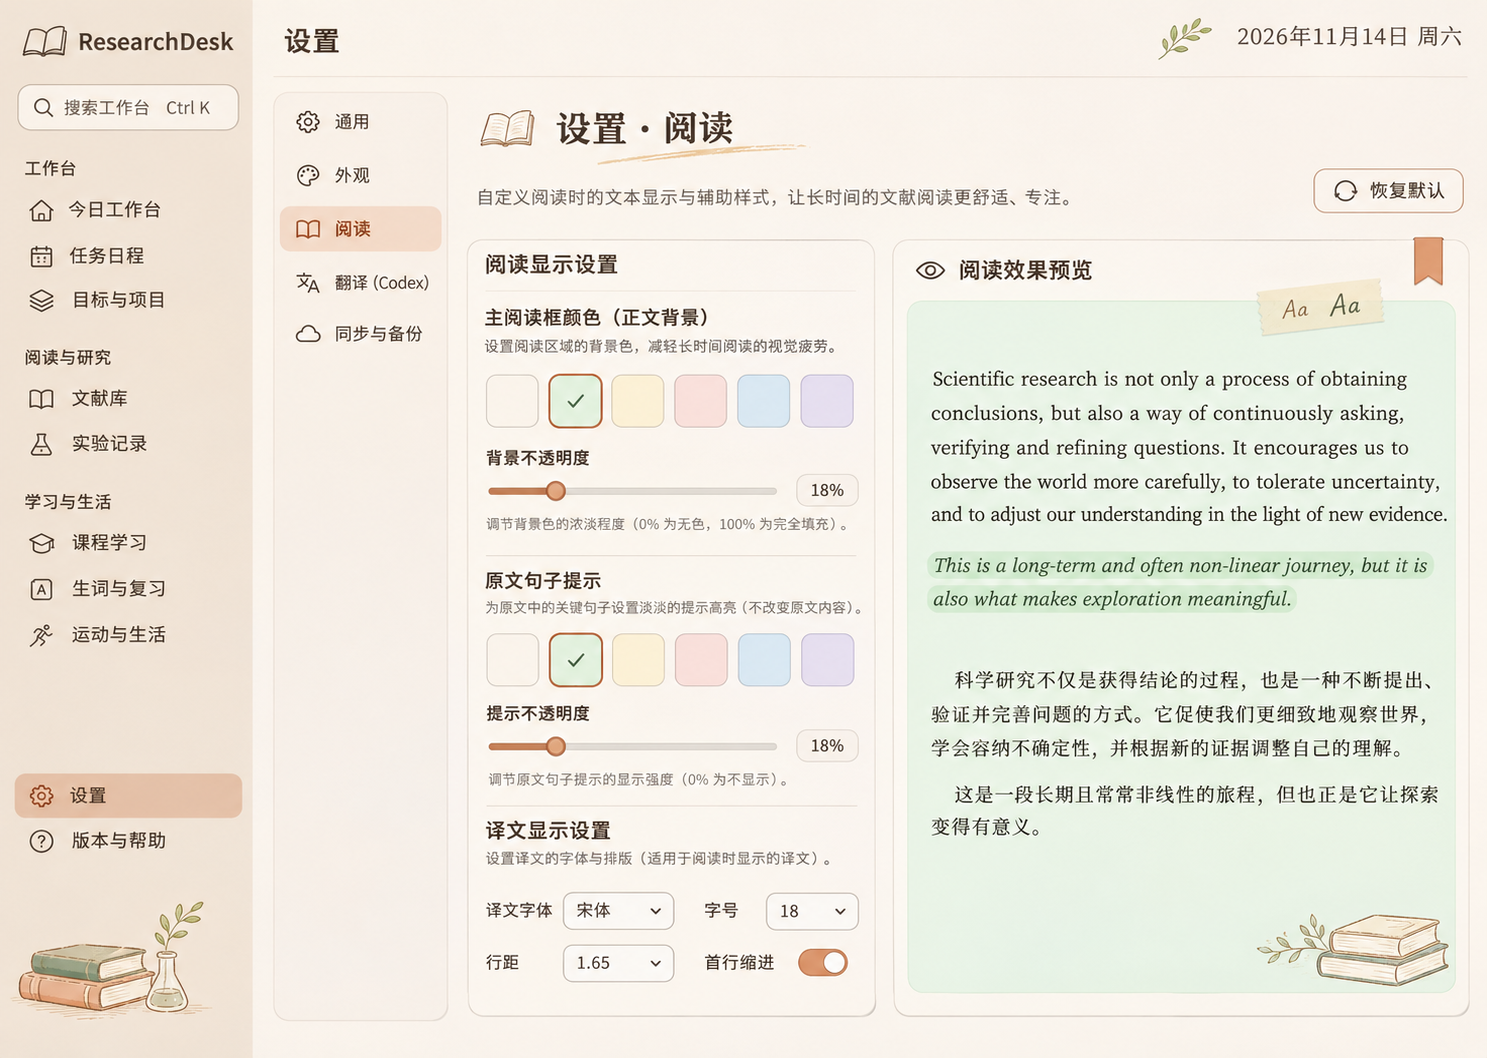 ResearchDesk
搜索工作台 Ctrl K
工作台
今日工作台
任务日程
目标与项目
阅读与研究
文献库
实验记录
学习与生活
课程学习
生词与复习
运动与生活
设置
版本与帮助
设置
2026年11月14日 周六
通用
外观
阅读
翻译 (Codex)
同步与备份
设置·阅读
自定义阅读时的文本显示与辅助样式，让长时间的文献阅读更舒适、专注。
恢复默认
阅读显示设置
主阅读框颜色（正文背景）
设置阅读区域的背景色，减轻长时间阅读的视觉疲劳。
背景不透明度
18%
调节背景色的浓淡程度（0% 为无色，100% 为完全填充）。
原文句子提示
为原文中的关键句子设置淡淡的提示高亮（不改变原文内容）。
提示不透明度
18%
调节原文句子提示的显示强度（0% 为不显示）。
译文显示设置
设置译文的字体与排版（适用于阅读时显示的译文）。
译文字体 宋体 字号 18
行距 1.65 首行缩进
阅读效果预览
Aa Aa
Scientific research is not only a process of obtaining
conclusions, but also a way of continuously asking,
verifying and refining questions. It encourages us to
observe the world more carefully, to tolerate uncertainty,
and to adjust our understanding in the light of new evidence.
This is a long-term and often non-linear journey, but it is
also what makes exploration meaningful.
科学研究不仅是获得结论的过程，也是一种不断提出、
验证并完善问题的方式。它促使我们更细致地观察世界，
学会容纳不确定性，并根据新的证据调整自己的理解。
这是一段长期且常常非线性的旅程，但也正是它让探索
变得有意义。